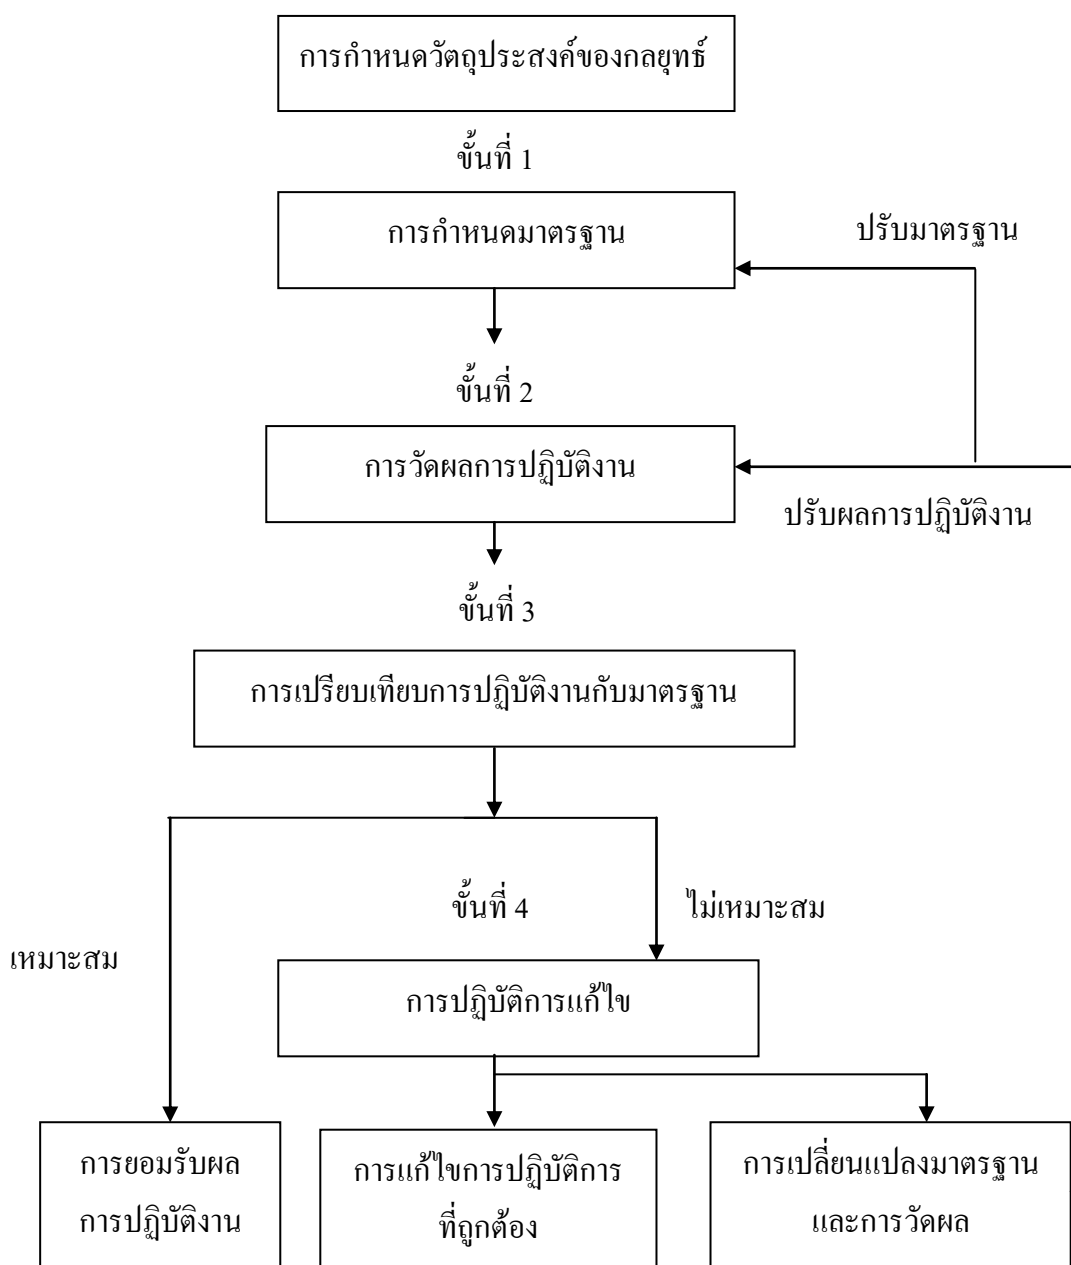 การกำหนดวัตถุประสงค์ของกลยุทธ์
ขั้นที่ 1
การกำหนดมาตรฐาน
ปรับมาตรฐาน
ขั้นที่ 2
การวัดผลการปฏิบัติงาน
ปรับผลการปฏิบัติงาน
ขั้นที่ 3
การเปรียบเทียบการปฏิบัติงานกับมาตรฐาน
ขั้นที่ 4
ไม่เหมาะสม
เหมาะสม
การปฏิบัติการแก้ไข
การยอมรับผล
การปฏิบัติงาน
การแก้ไขการปฏิบัติการ
ที่ถูกต้อง
การเปลี่ยนแปลงมาตรฐาน
และการวัดผล